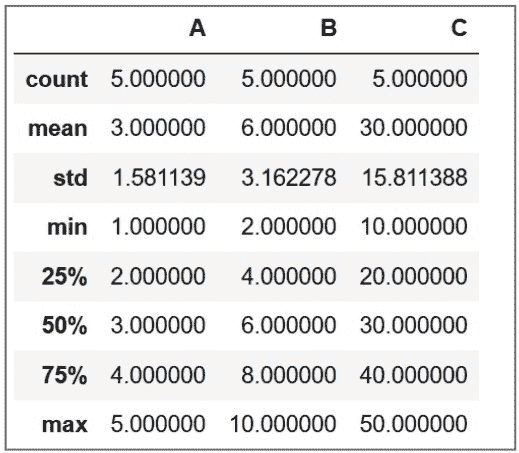 A B C
count 5.000000 5.000000 5.000000
mean 3.000000 6.000000 30.000000
std 1.581139 3.162278 15.811388
min 1.000000 2.000000 10.000000
25% 2.000000 4.000000 20.000000
50% 3.000000 6.000000 30.000000
75% 4.000000 8.000000 40.000000
max 5.000000 10.000000 50.000000